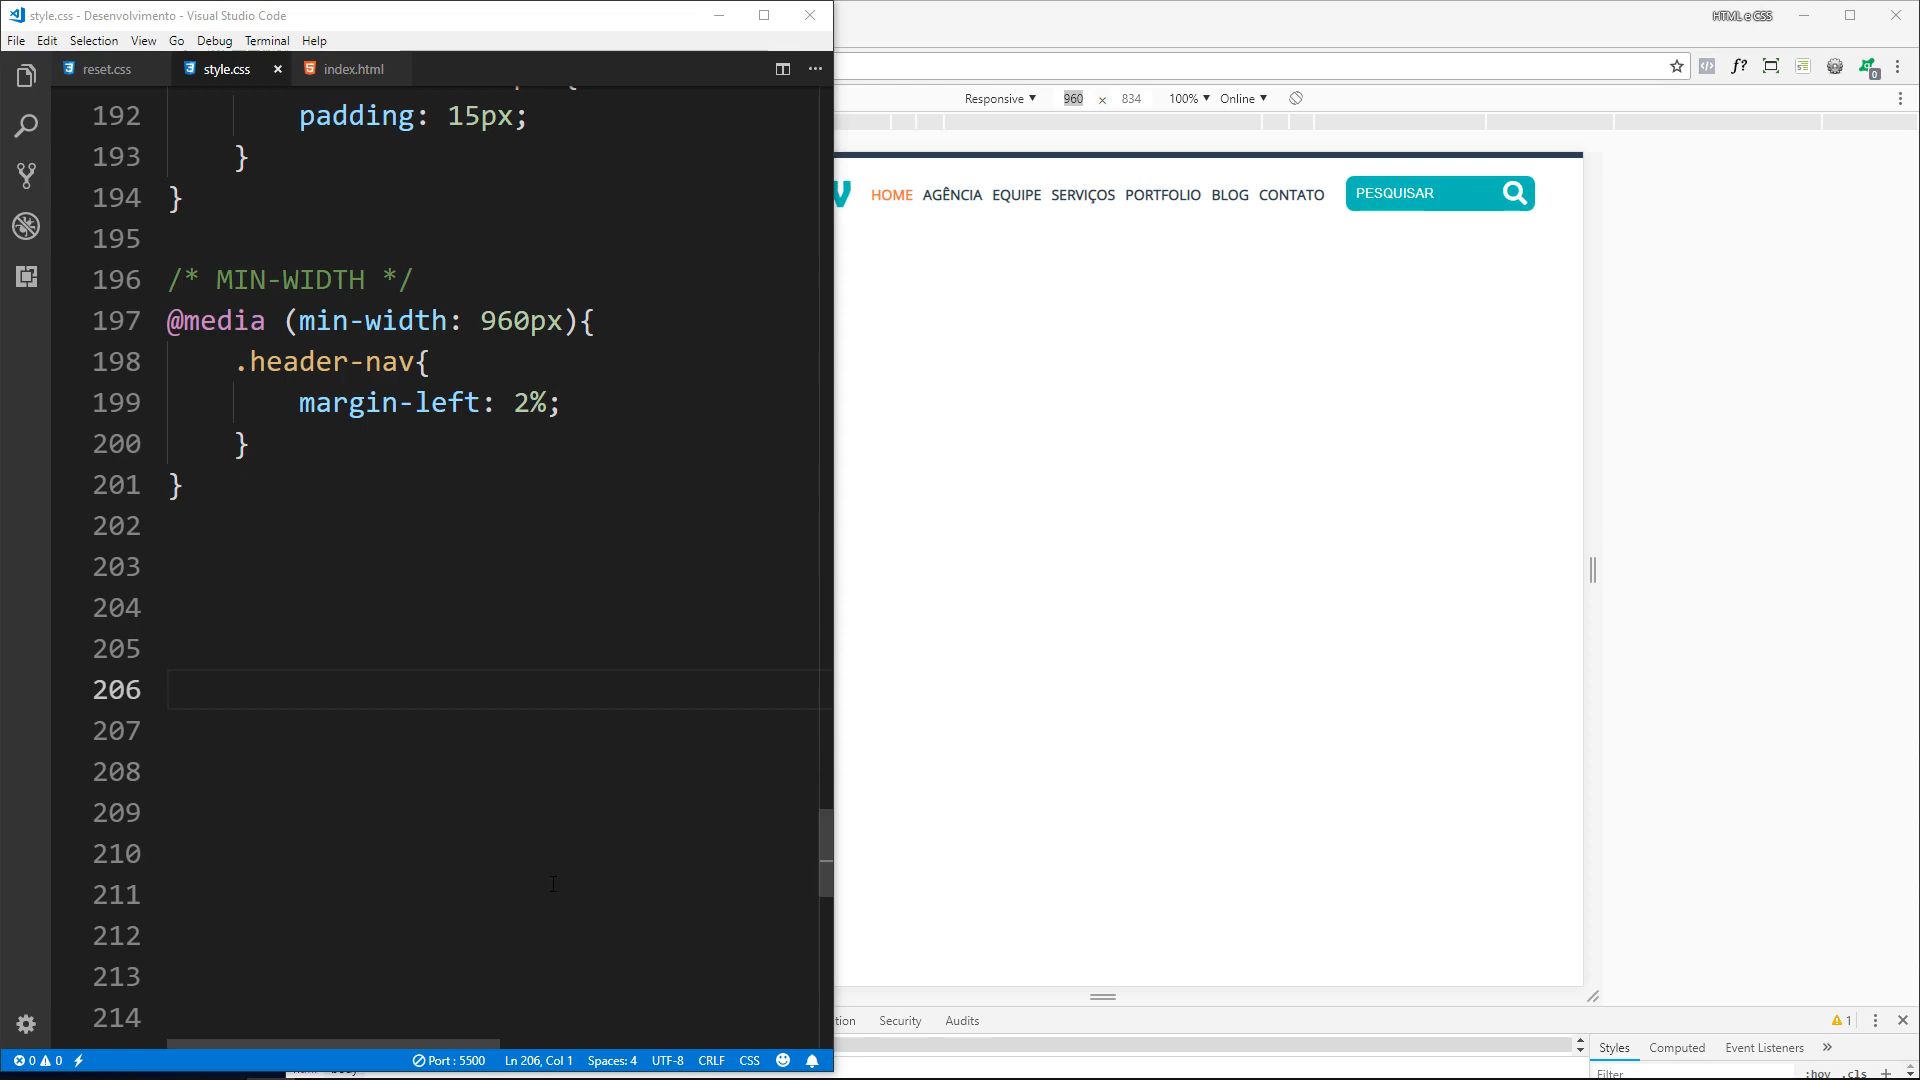 style.css - Desenvolvimento - Visual Studio Code
HTML e CSS
File Edit Selection View Go Debug Terminal Help
reset.css style.css × index.html
Responsive ▼ 960 × 834 100% ▼ Online ▼
192 padding: 15px;
193 }
194 }
195
196 /* MIN-WIDTH */
197 @media (min-width: 960px){
198 .header-nav{
199 margin-left: 2%;
200 }
201 }
202
203
204
205
206
207
208
209
210
211
212
213
214
HOME AGÊNCIA EQUIPE SERVIÇOS PORTFOLIO BLOG CONTATO PESQUISAR
Security Audits
1
Styles Computed Event Listeners »
Filter :hov .cls +
0 0 Port : 5500 Ln 206, Col 1 Spaces: 4 UTF-8 CRLF CSS